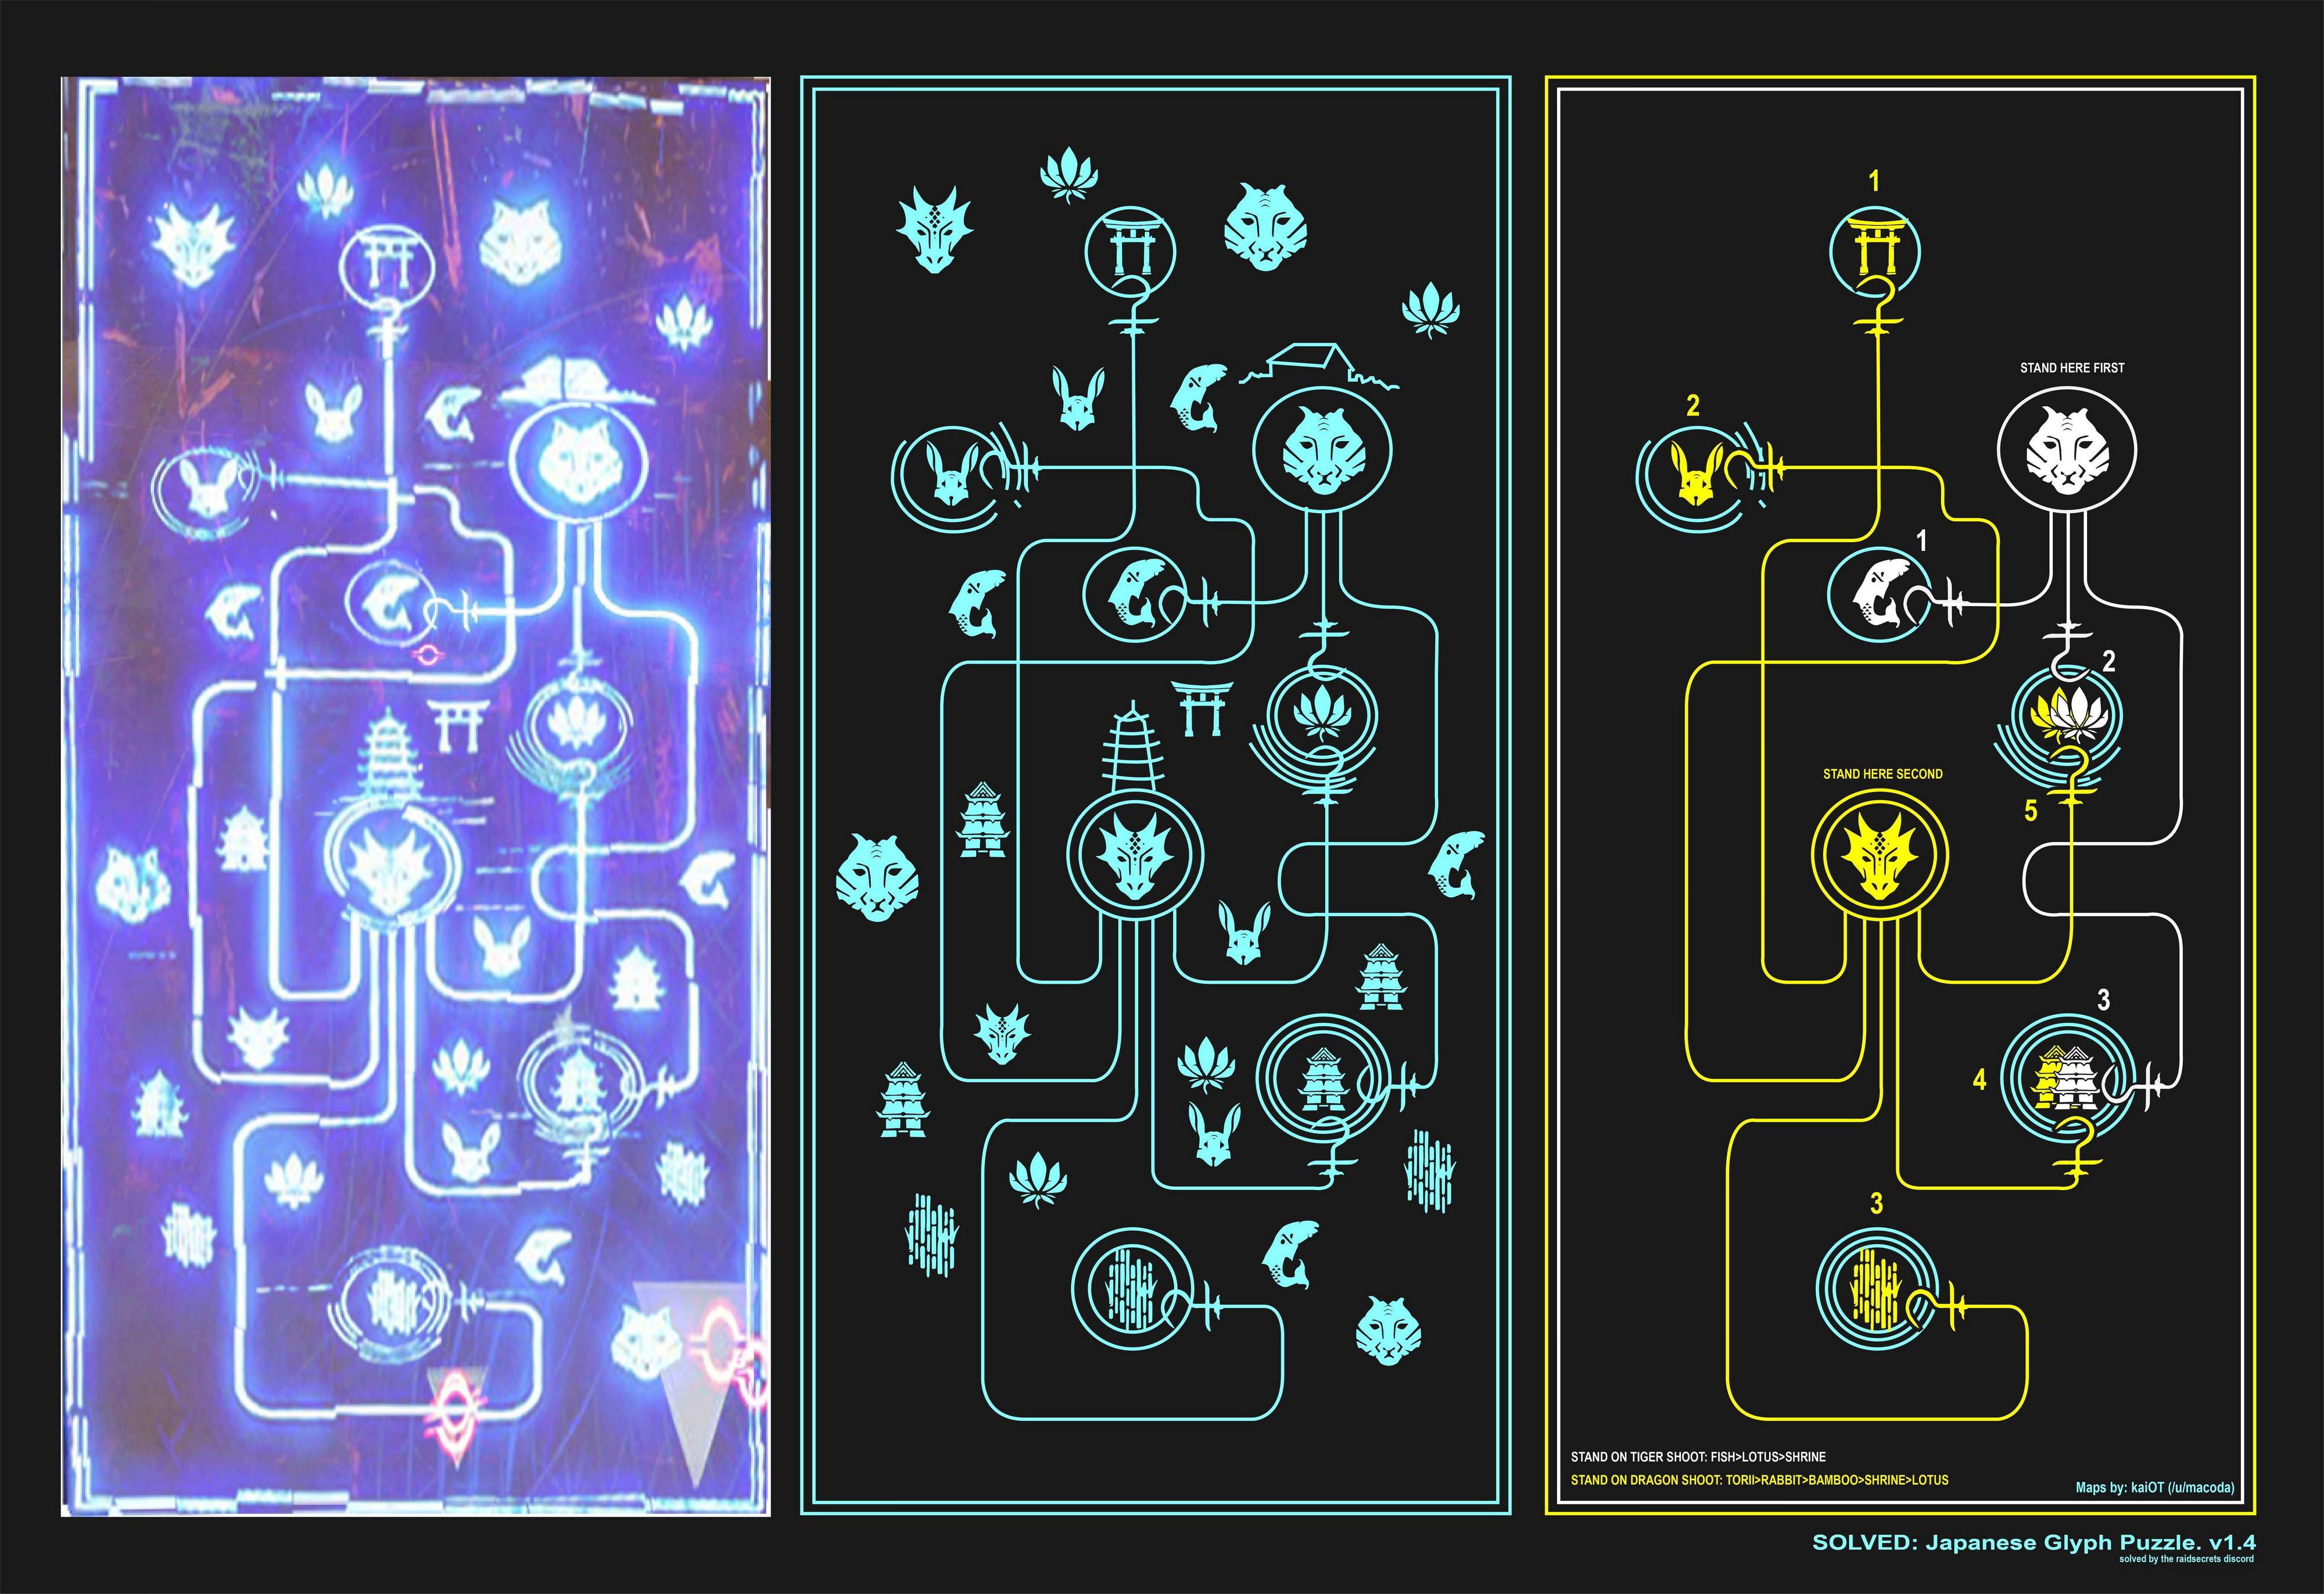 1
STAND HERE FIRST
2
1
2
STAND HERE SECOND
5
3
4
3
STAND ON TIGER SHOOT: FISH>LOTUS>SHRINE
STAND ON DRAGON SHOOT: TORII>RABBIT>BAMBOO>SHRINE>LOTUS
Maps by: kaiOT (/u/macoda)
SOLVED: Japanese Glyph Puzzle. v1.4
solved by the raidsecrets discord